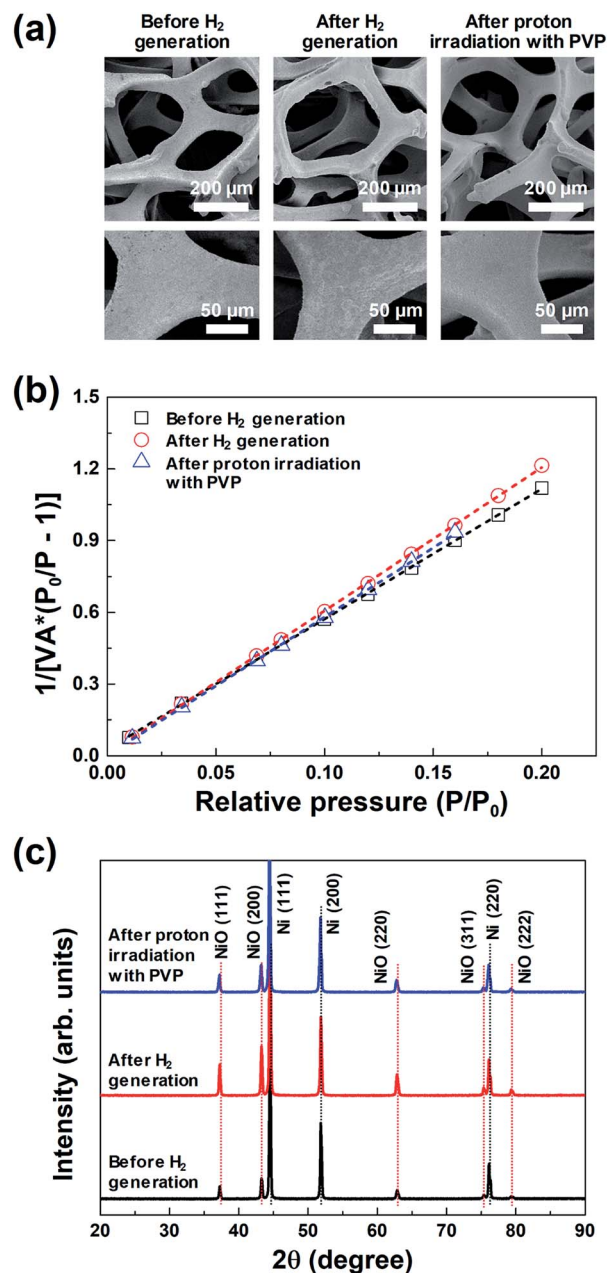 (a)
Before H₂
generation
After H₂
generation
After proton
irradiation with PVP
200 μm
200 μm
200 μm
50 μm
50 μm
50 μm
(b)
1/[VA*(P₀/P - 1)]
1.5
1.2
0.9
0.6
0.3
0.0
Before H₂ generation
After H₂ generation
After proton irradiation
with PVP
0.00 0.05 0.10 0.15 0.20
Relative pressure (P/P₀)
(c)
Intensity (arb. units)
After proton
irradiation
with PVP
After H₂
generation
Before H₂
generation
NiO (111)
NiO (200)
Ni (111)
Ni (200)
NiO (220)
NiO (311)
Ni (220)
NiO (222)
20 30 40 50 60 70 80 90
2θ (degree)